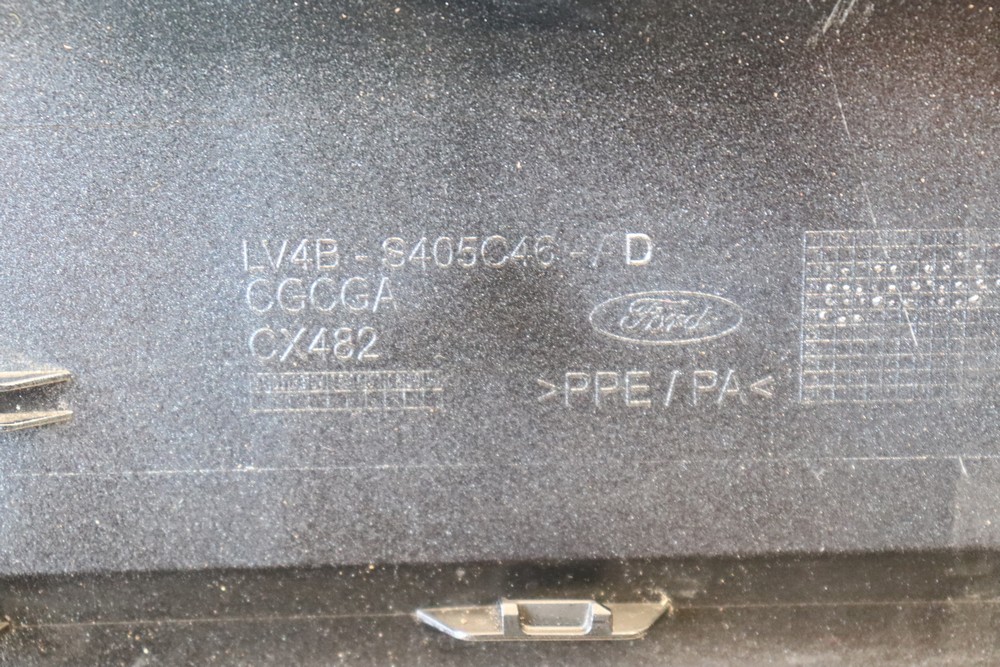 LV4B - S405C46 - / D
CGCGA
CX482
Ford
>PPE / PA<